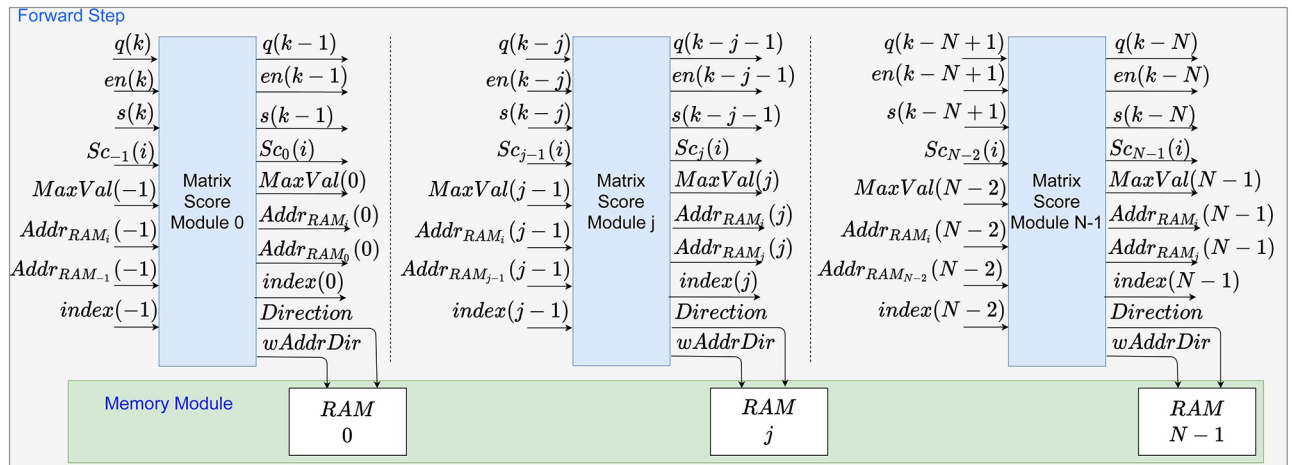 Forward Step
q(k)
en(k)
s(k)
Sc₋₁(i)
MaxVal(−1)
Addr_{RAM_i}(−1)
Addr_{RAM_{−1}}(−1)
index(−1)
Matrix
Score
Module 0
q(k−1)
en(k−1)
s(k−1)
Sc₀(i)
MaxVal(0)
Addr_{RAM_i}(0)
Addr_{RAM_0}(0)
index(0)
Direction
wAddrDir
q(k−j)
en(k−j)
s(k−j)
Sc_{j−1}(i)
MaxVal(j−1)
Addr_{RAM_i}(j−1)
Addr_{RAM_{j−1}}(j−1)
index(j−1)
Matrix
Score
Module j
q(k−j−1)
en(k−j−1)
s(k−j−1)
Sc_j(i)
MaxVal(j)
Addr_{RAM_i}(j)
Addr_{RAM_j}(j)
index(j)
Direction
wAddrDir
q(k−N+1)
en(k−N+1)
s(k−N+1)
Sc_{N−2}(i)
MaxVal(N−2)
Addr_{RAM_i}(N−2)
Addr_{RAM_{N−2}}(N−2)
index(N−2)
Matrix
Score
Module N-1
q(k−N)
en(k−N)
s(k−N)
Sc_{N−1}(i)
MaxVal(N−1)
Addr_{RAM_i}(N−1)
Addr_{RAM_j}(N−1)
index(N−1)
Direction
wAddrDir
Memory Module
RAM
0
RAM
j
RAM
N−1